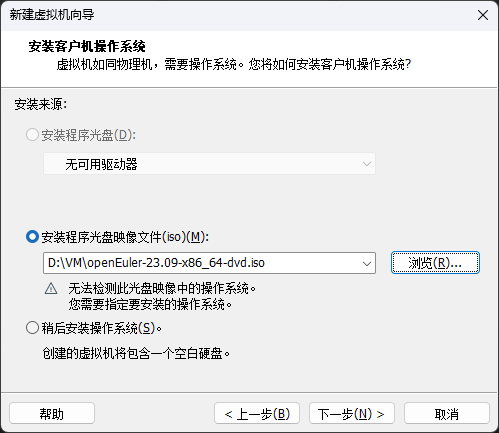 新建虚拟机向导
安装客户机操作系统
虚拟机如同物理机，需要操作系统。您将如何安装客户机操作系统?
安装来源:
安装程序光盘(D):
无可用驱动器
安装程序光盘映像文件(iso)(M):
D:\VM\openEuler-23.09-x86_64-dvd.iso
浏览(R)...
无法检测此光盘映像中的操作系统。
您需要指定要安装的操作系统。
稍后安装操作系统(S)。
创建的虚拟机将包含一个空白硬盘。
帮助
< 上一步(B)
下一步(N) >
取消